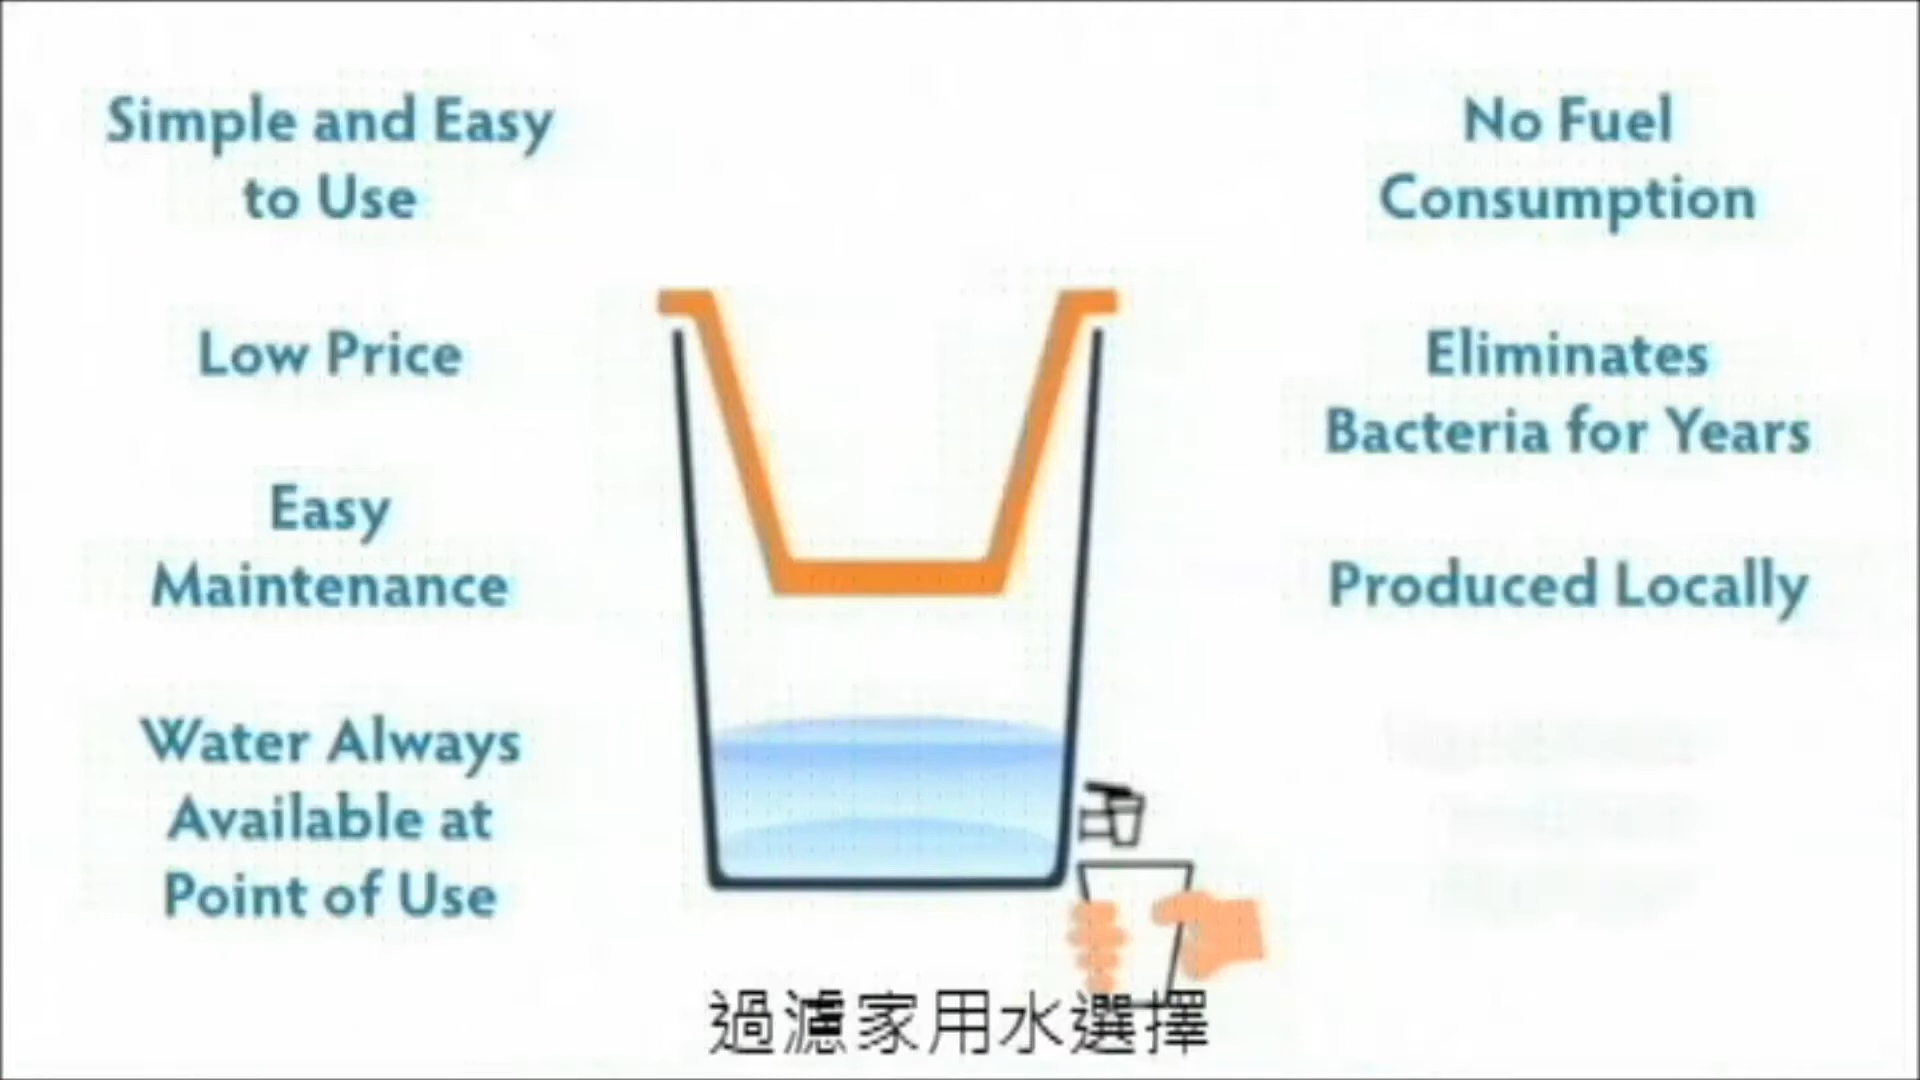 Simple and Easy
to Use
Low Price
Easy
Maintenance
Water Always
Available at
Point of Use
No Fuel
Consumption
Eliminates
Bacteria for Years
Produced Locally
過濾家用水選擇